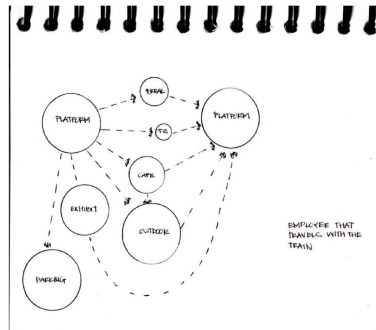 BREAK
PLATFORM
PLATFORM
CAFE
EXHIBIT
OUTDOOR
PARKING
EMPLOYEE THAT
TRAVELS WITH THE
TRAIN